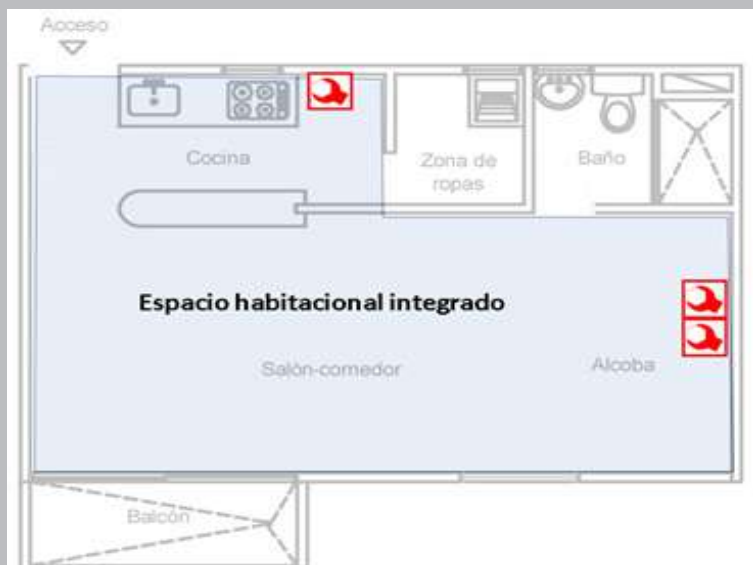 Acceso
Cocina
Zona de
ropas
Baño
Espacio habitacional integrado
Salón-comedor
Alcoba
Balcón